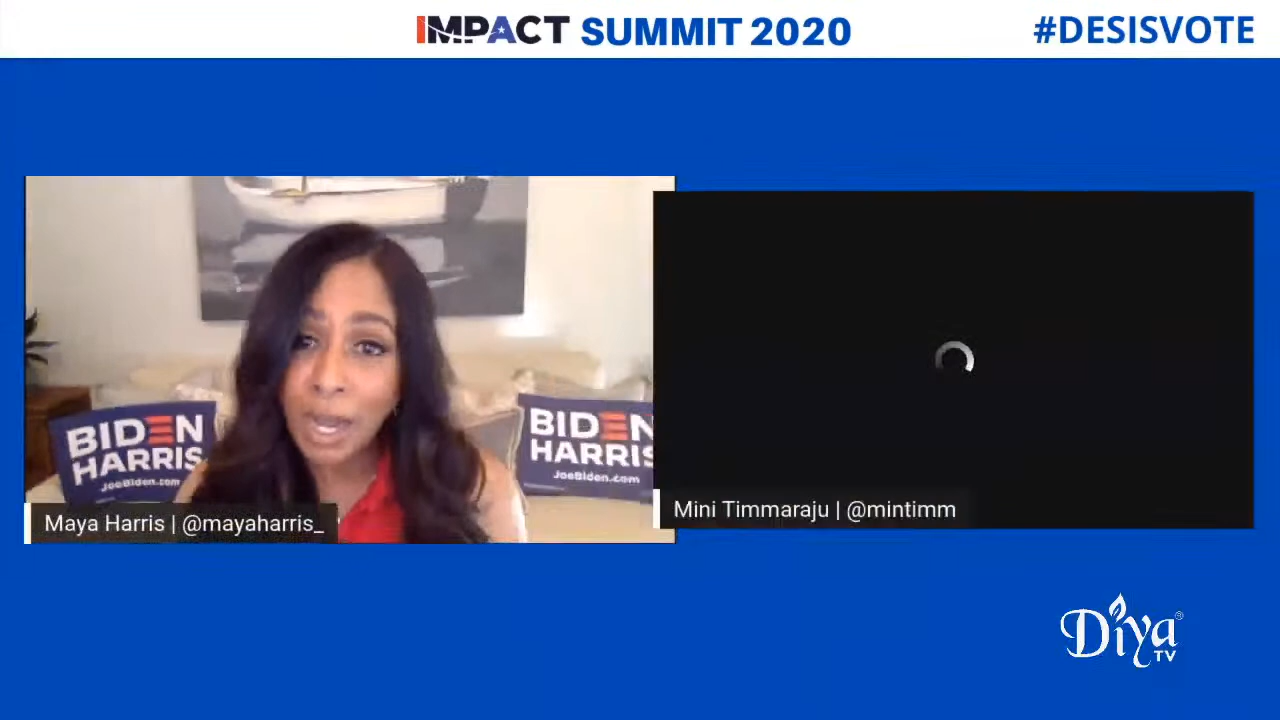 IMPACT SUMMIT 2020
#DESISVOTE
BIDEN
HARRIS
JoeBiden.com
BIDEN
HARRIS
JoeBiden.com
Maya Harris | @mayaharris_
Mini Timmaraju | @mintimm
Diya®
TV